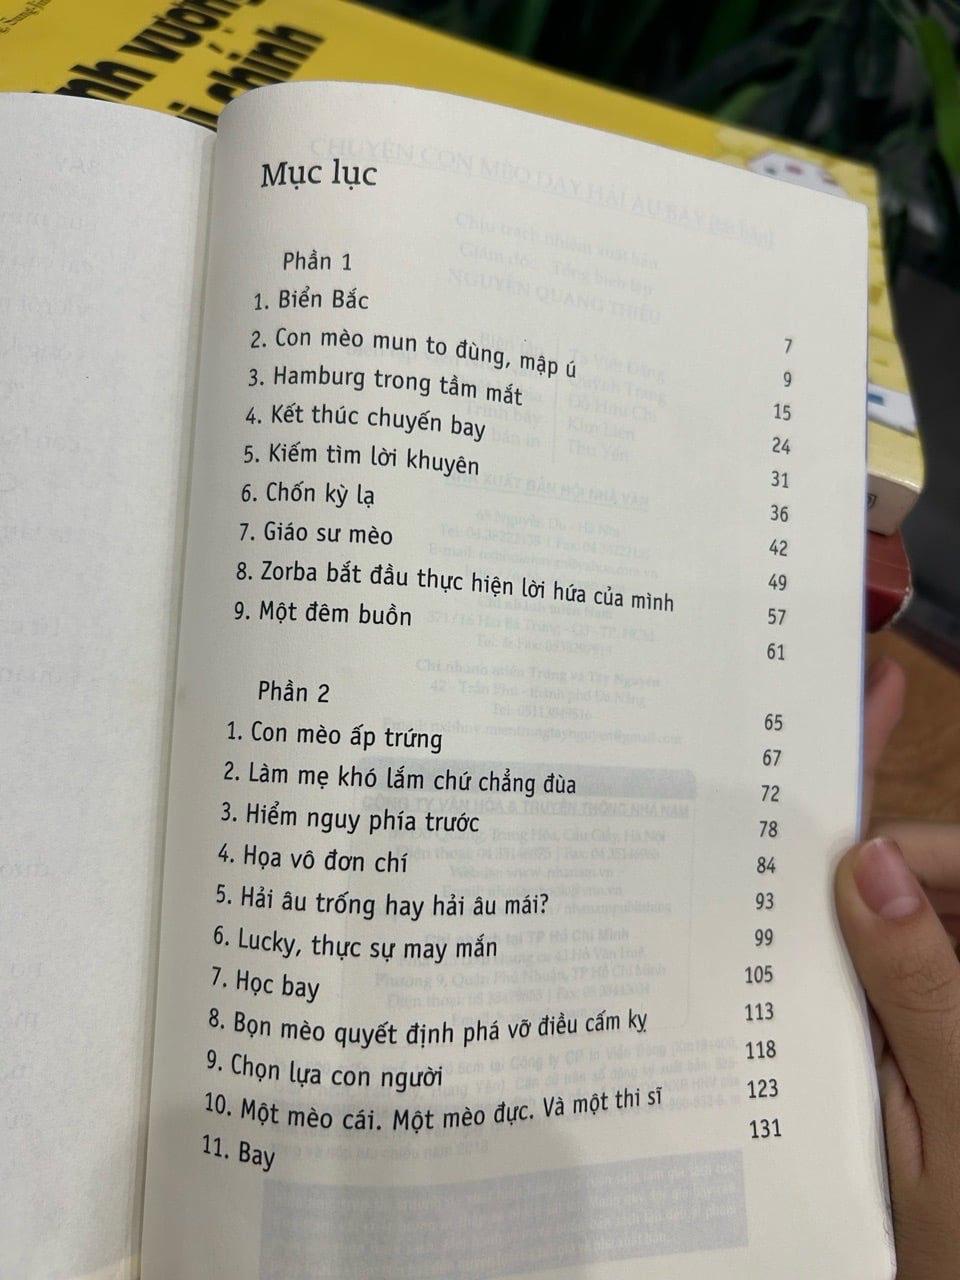 vượng
chính
Mục lục
Phần 1 7
1. Biển Bắc 9
2. Con mèo mun to đùng, mập ú 15
3. Hamburg trong tầm mắt 24
4. Kết thúc chuyến bay 31
5. Kiếm tìm lời khuyên 36
6. Chốn kỳ lạ 42
7. Giáo sư mèo 49
8. Zorba bắt đầu thực hiện lời hứa của mình 57
9. Một đêm buồn 61
Phần 2 65
1. Con mèo ấp trứng 67
2. Làm mẹ khó lắm chứ chẳng đùa 72
3. Hiểm nguy phía trước 78
4. Họa vô đơn chí 84
5. Hải âu trống hay hải âu mái? 93
6. Lucky, thực sự may mắn 99
7. Học bay 105
8. Bọn mèo quyết định phá vỡ điều cấm kỵ 113
9. Chọn lựa con người 118
10. Một mèo cái. Một mèo đực. Và một thi sĩ 123
11. Bay 131